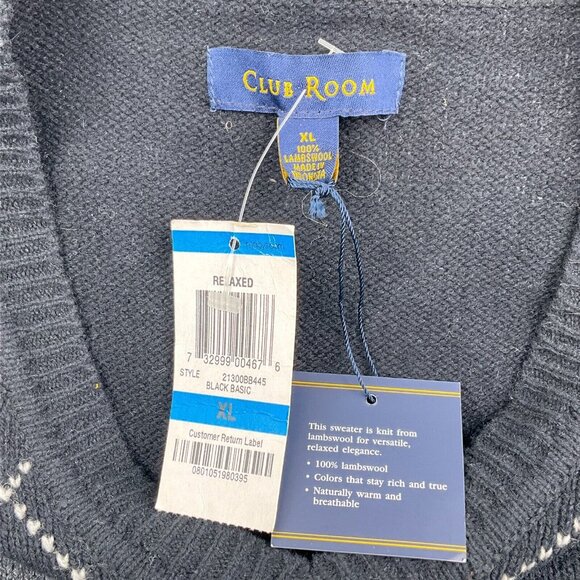 CLUB ROOM
XL
100%
LAMBSWOOL
MADE IN
RELAXED
7 32999 00467 6
STYLE 21300BB445
BLACK BASIC
XL
Customer Return Label
0801051980395
This sweater is knit from
lambswool for versatile,
relaxed elegance.
• 100% lambswool
• Colors that stay rich and true
• Naturally warm and
breathable